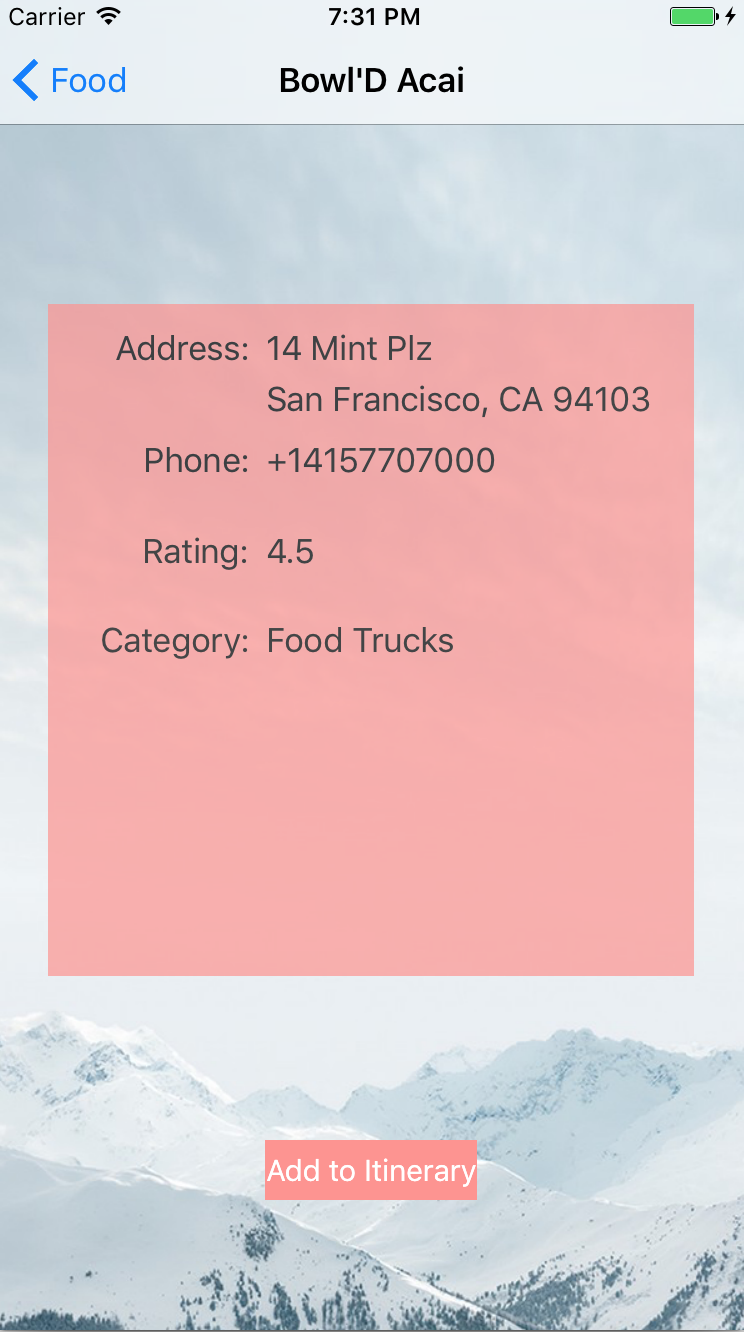 Carrier 7:31 PM
Food Bowl'D Acai
Address: 14 Mint Plz
San Francisco, CA 94103
Phone: +14157707000
Rating: 4.5
Category: Food Trucks
Add to Itinerary